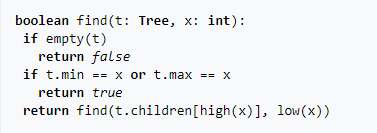 boolean find(t: Tree, x: int):
if empty(t)
return false
if t.min == x or t.max == x
return true
return find(t.children[high(x)], low(x))